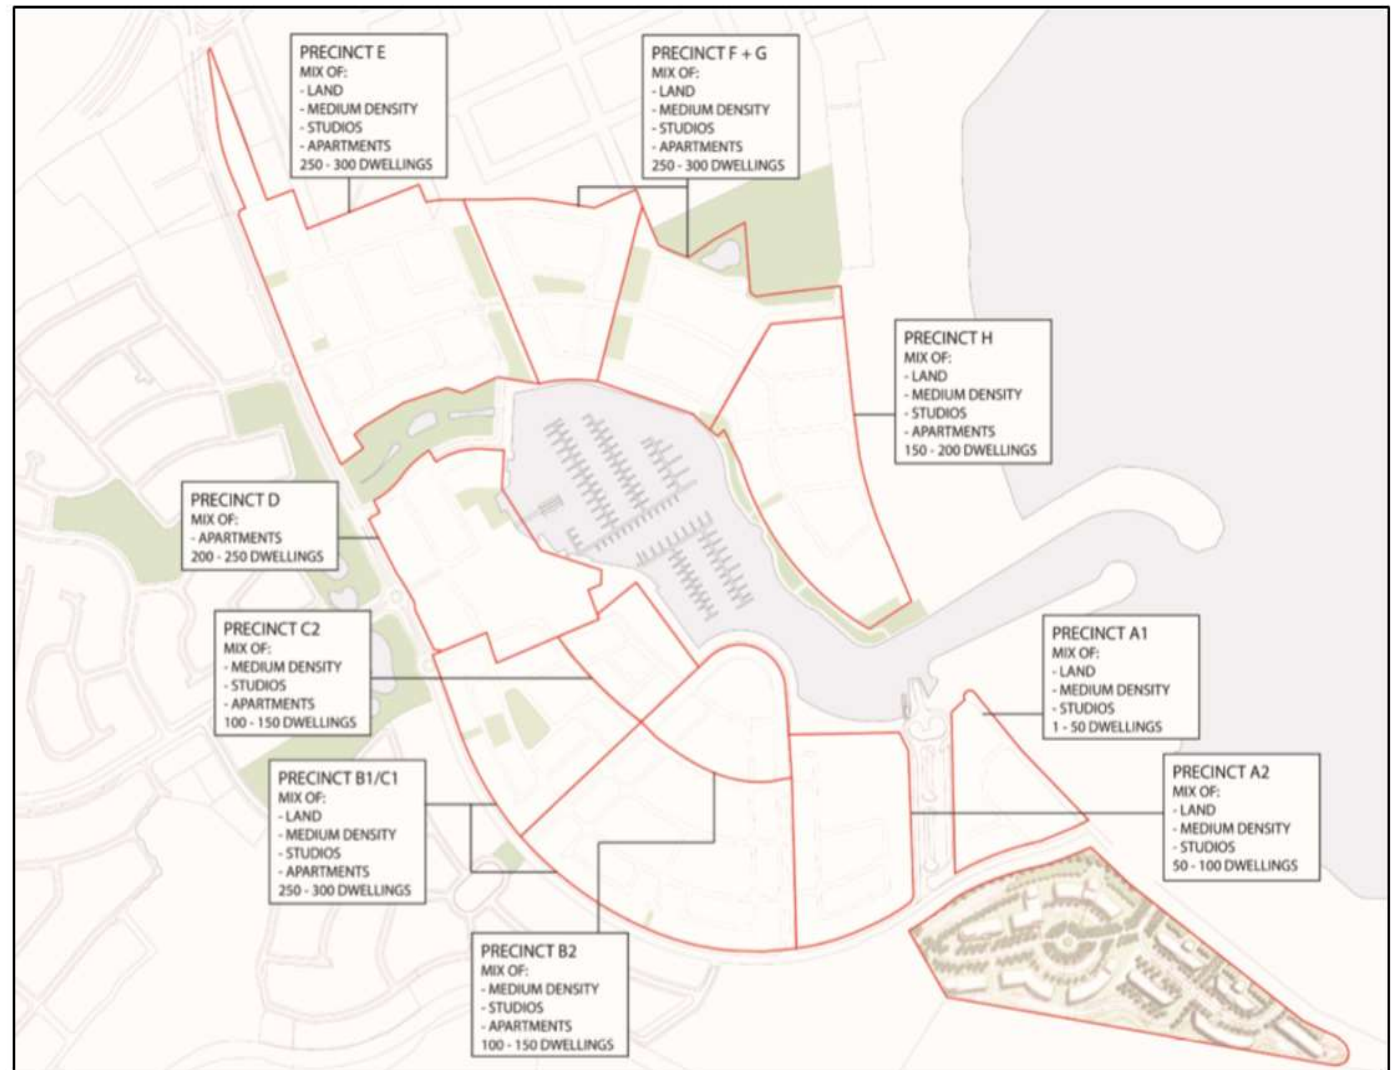 PRECINCT E
MIX OF:
- LAND
- MEDIUM DENSITY
- STUDIOS
- APARTMENTS
250 - 300 DWELLINGS
PRECINCT F + G
MIX OF:
- LAND
- MEDIUM DENSITY
- STUDIOS
- APARTMENTS
250 - 300 DWELLINGS
PRECINCT H
MIX OF:
- LAND
- MEDIUM DENSITY
- STUDIOS
- APARTMENTS
150 - 200 DWELLINGS
PRECINCT D
MIX OF:
- APARTMENTS
200 - 250 DWELLINGS
PRECINCT C2
MIX OF:
- MEDIUM DENSITY
- STUDIOS
- APARTMENTS
100 - 150 DWELLINGS
PRECINCT A1
MIX OF:
- LAND
- MEDIUM DENSITY
- STUDIOS
1 - 50 DWELLINGS
PRECINCT B1/C1
MIX OF:
- LAND
- MEDIUM DENSITY
- STUDIOS
- APARTMENTS
250 - 300 DWELLINGS
PRECINCT A2
MIX OF:
- LAND
- MEDIUM DENSITY
- STUDIOS
50 - 100 DWELLINGS
PRECINCT B2
MIX OF:
- MEDIUM DENSITY
- STUDIOS
- APARTMENTS
100 - 150 DWELLINGS